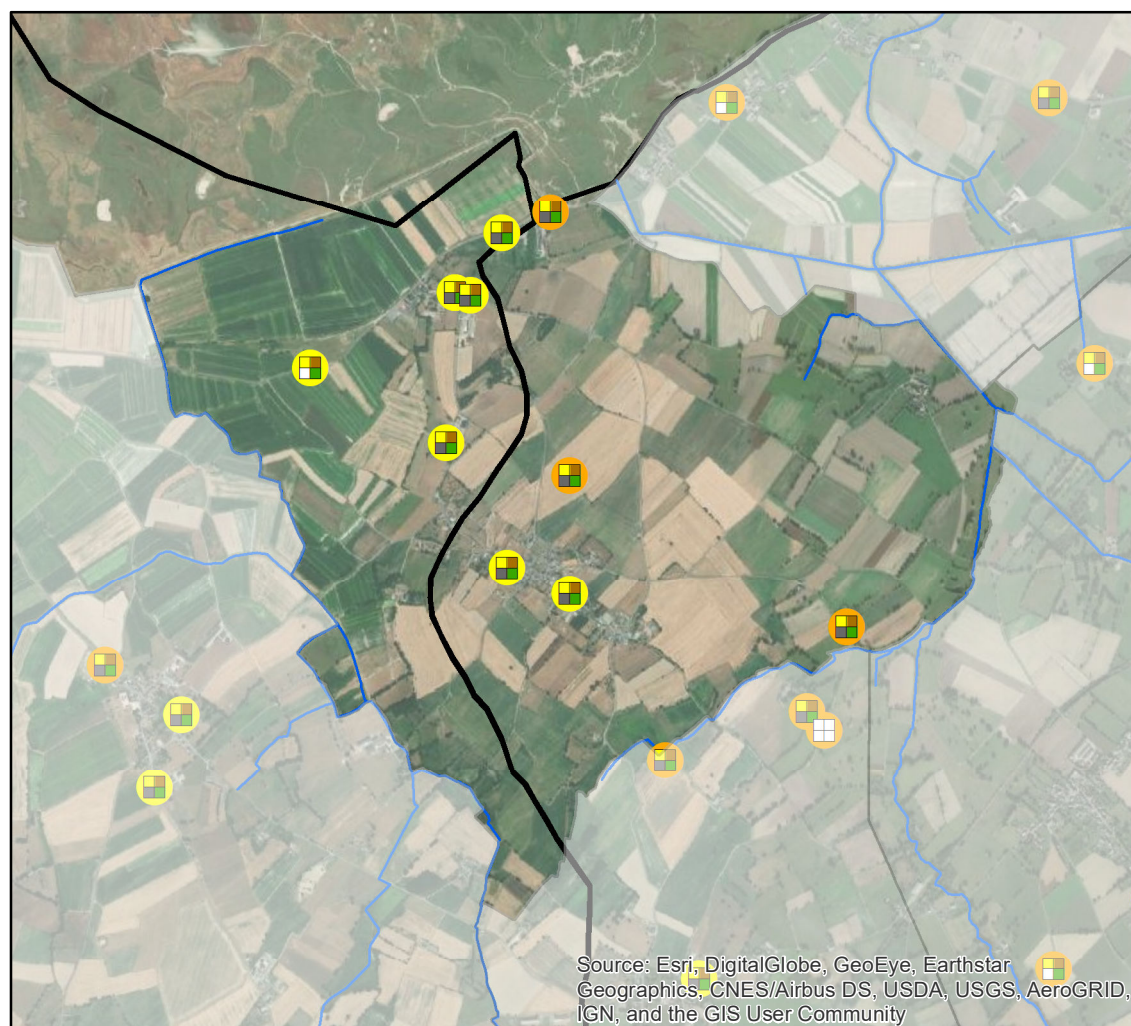 Source: Esri, DigitalGlobe, GeoEye, Earthstar
Geographics, CNES/Airbus DS, USDA, USGS, AeroGRID,
IGN, and the GIS User Community